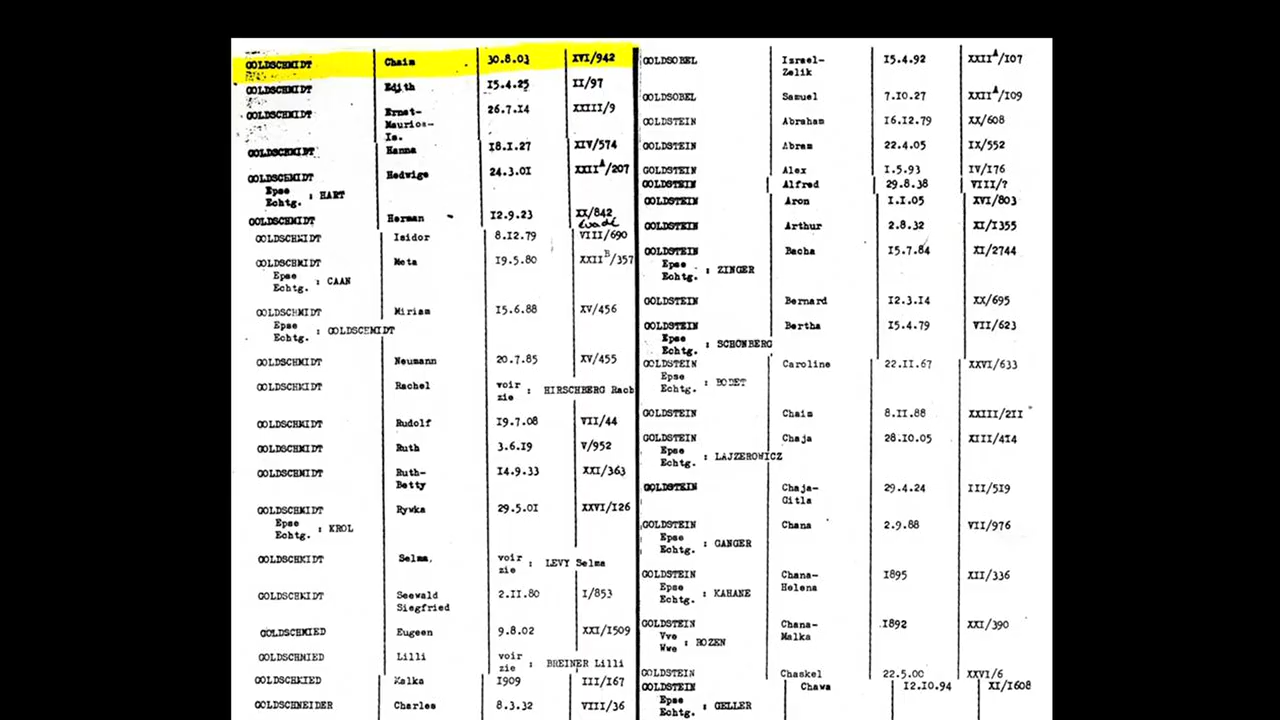 GOLDSCHMIDT Chaim 30.8.03 XVI/942
GOLDSCHMIDT Edith 15.4.25 II/97
GOLDSCHMIDT Ernst- 26.7.14 XXIII/9
Maurice-
Is.
GOLDSCHMIDT Hanna 18.1.27 XIV/574
GOLDSCHMIDT Hedwige 24.3.01 XXIIA/207
Epse
Echtg. : HART
GOLDSCHMIDT Herman 12.9.23 XX/842
GOLDSCHMIDT Isidor 8.12.79 VIII/690
GOLDSCHMIDT Meta 19.5.80 XXIIB/357
Epse
Echtg. : CAAN
GOLDSCHMIDT Miriam 15.6.88 XV/456
Epse
Echtg. : GOLDSCHMIDT
GOLDSCHMIDT Neumann 20.7.85 XV/455
GOLDSCHMIDT Rachel voir
zie : HIRSCHBERG Rach
GOLDSCHMIDT Rudolf 19.7.08 VII/44
GOLDSCHMIDT Ruth 3.6.19 V/952
GOLDSCHMIDT Ruth- 14.9.33 XXI/363
Betty
GOLDSCHMIDT Rywka 29.5.01 XXVI/126
Epse
Echtg. : KROL
GOLDSCHMIDT Selma. voir
zie : LEVY Selma
GOLDSCHMIDT Seewald 2.11.80 I/853
Siegfried
GOLDSCHMIED Eugeen 9.8.02 XXI/1509
GOLDSCHMIED Lilli voir
zie : BREINER Lilli
GOLDSCHMIED Malka 1909 III/167
GOLDSCHNEIDER Charles 8.3.32 VIII/36
GOLDSOBEL Israel- 15.4.92 XXIIA/107
Zelik
GOLDSOBEL Samuel 7.10.27 XXIIA/109
GOLDSTEIN Abraham 16.12.79 XX/608
GOLDSTEIN Abram 22.4.05 IX/552
GOLDSTEIN Alex 1.5.93 IV/176
GOLDSTEIN Alfred 29.8.38 VIII/?
GOLDSTEIN Aron 1.1.05 XVI/803
GOLDSTEIN Arthur 2.8.32 XI/1355
GOLDSTEIN Bacha 15.7.84 XI/2744
Epse
Echtg. : ZINGER
GOLDSTEIN Bernard 12.3.14 XX/695
GOLDSTEIN Bertha 15.4.79 VII/623
Epse
Echtg. : SCHONBERG
GOLDSTEIN Caroline 22.11.67 XXVI/633
Epse
Echtg. : BODET
GOLDSTEIN Chaim 8.11.88 XXIII/211
GOLDSTEIN Chaja 28.10.05 XIII/414
Epse
Echtg. : LAJZEROWICZ
GOLDSTEIN Chaja- 29.4.24 III/519
Gitla
GOLDSTEIN Chana 2.9.88 VII/976
Epse
Echtg. : GANGER
GOLDSTEIN Chana- 1895 XII/336
Helena
Epse
Echtg. : KAHANE
GOLDSTEIN Chana- 1892 XXI/390
Malka
Vve
Wwe : ROZEN
GOLDSTEIN Chaskel 22.5.00 XXVI/6
GOLDSTEIN Chawa 12.10.94 XI/1608
Epse
Echtg. : GELLER